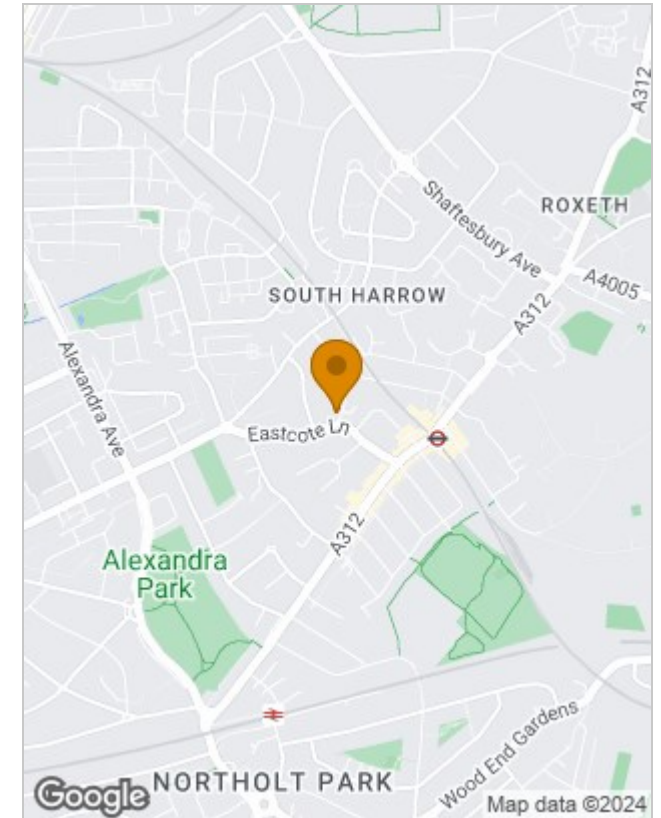 A312
ROXETH
Shaftesbury Ave
A4005
SOUTH HARROW
A312
Alexandra Ave
Eastcote Ln
A312
Alexandra
Park
Wood End Gardens
NORTHOLT PARK
Google
Map data ©2024